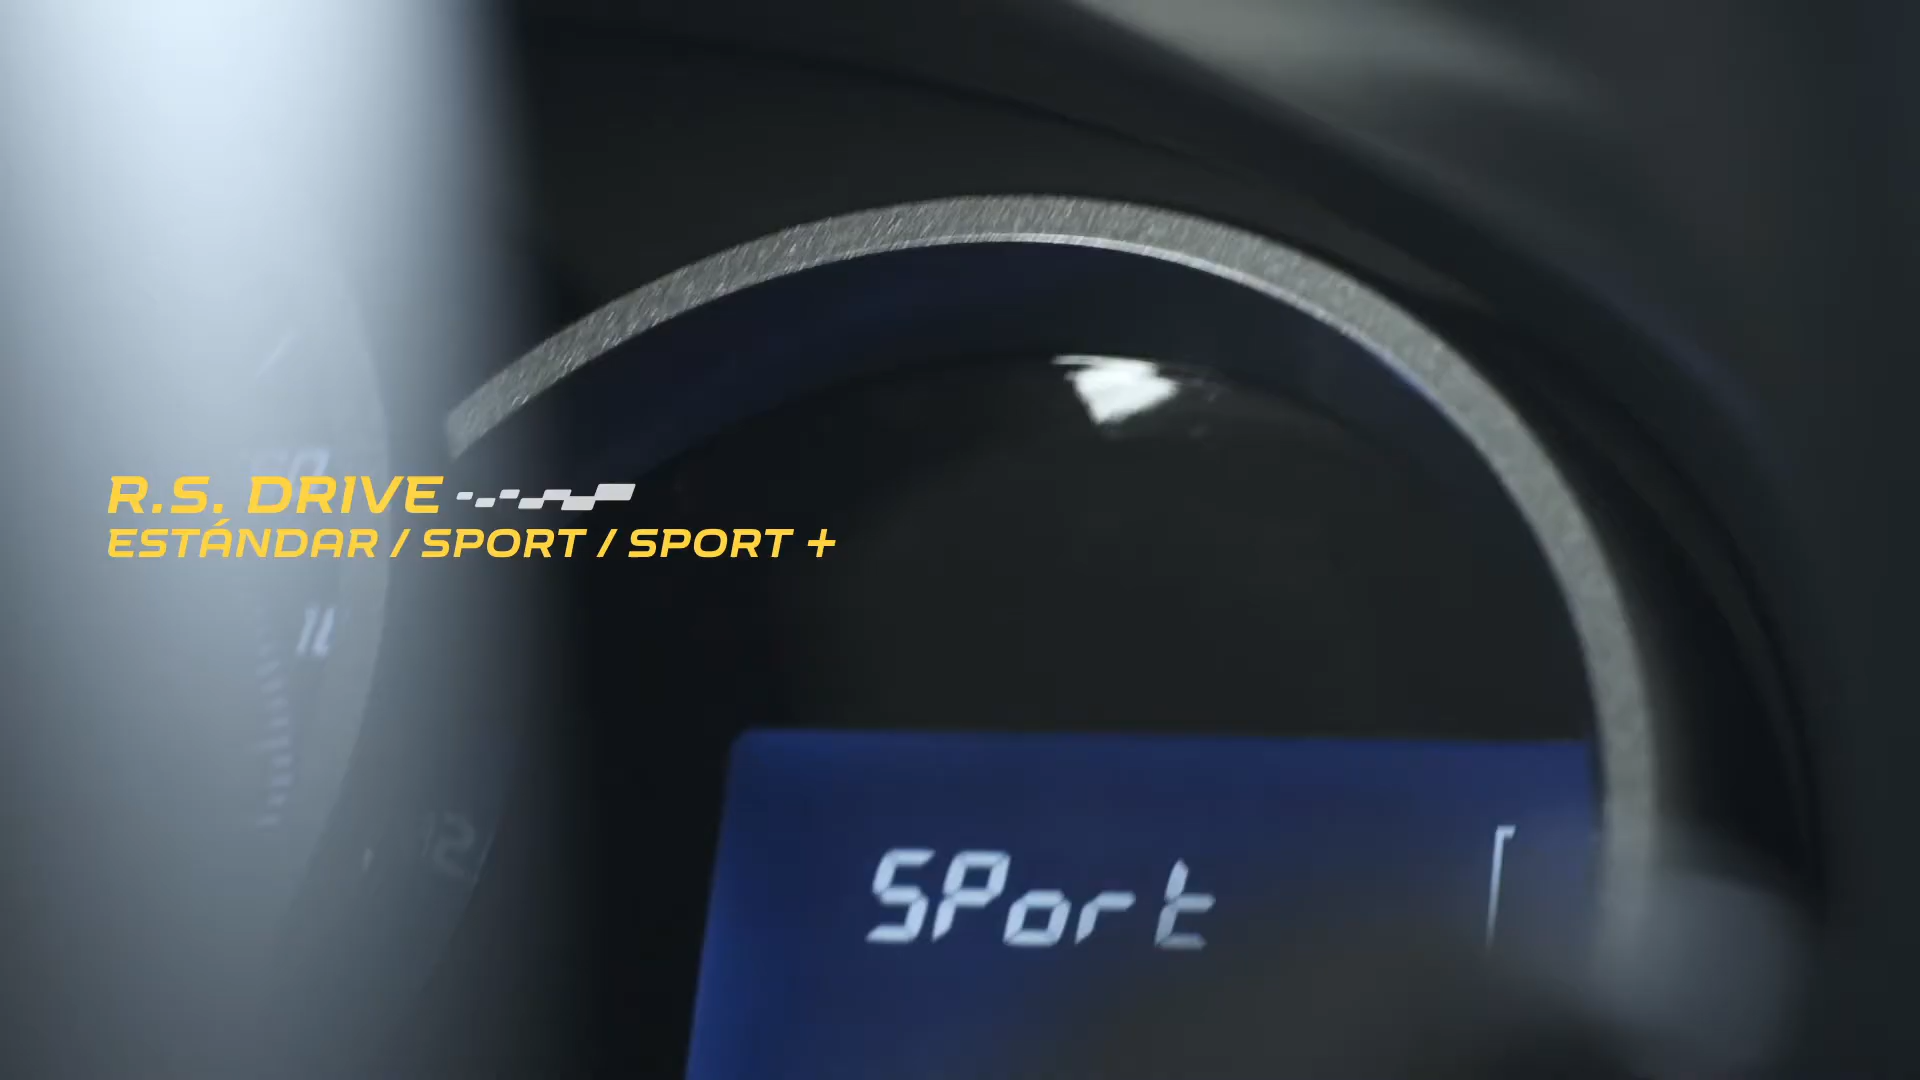 R.S. DRIVE
ESTÁNDAR / SPORT / SPORT +
SPort